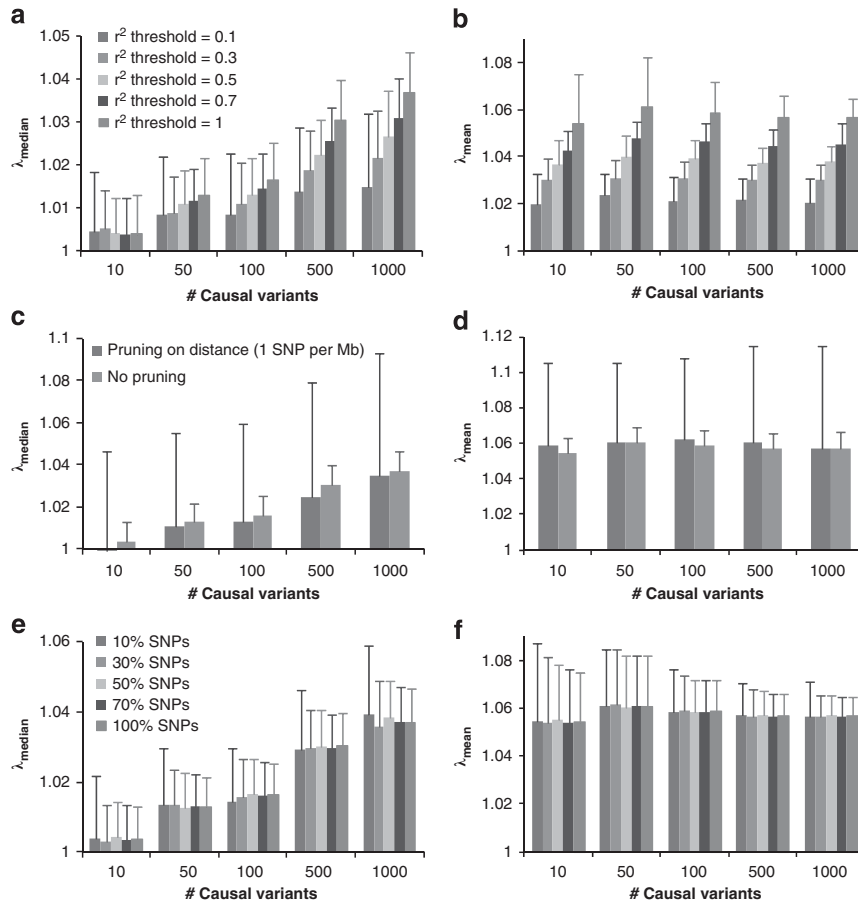 a
1.05
1.04
1.03
1.02
1.01
1
λmedian
r² threshold = 0.1
r² threshold = 0.3
r² threshold = 0.5
r² threshold = 0.7
r² threshold = 1
10 50 100 500 1000
# Causal variants
b
1.08
1.06
1.04
1.02
1
λmean
10 50 100 500 1000
# Causal variants
c
1.1
1.08
1.06
1.04
1.02
1
λmedian
Pruning on distance (1 SNP per Mb)
No pruning
10 50 100 500 1000
# Causal variants
d
1.12
1.1
1.08
1.06
1.04
1.02
1
λmean
10 50 100 500 1000
# Causal variants
e
1.06
1.04
1.02
1
λmedian
10% SNPs
30% SNPs
50% SNPs
70% SNPs
100% SNPs
10 50 100 500 1000
# Causal variants
f
1.08
1.06
1.04
1.02
1
λmean
10 50 100 500 1000
# Causal variants